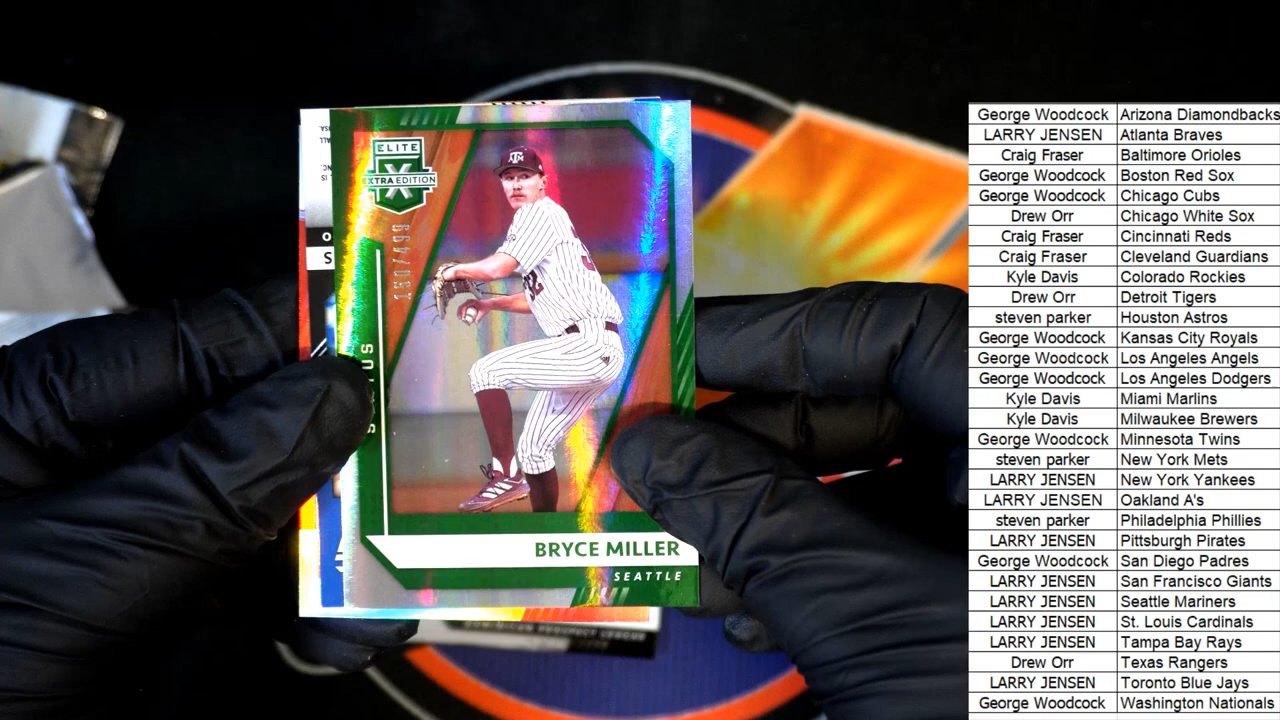 ELITE
X
EXTRA EDITION
ATM
150/499
STATUS
32
BRYCE MILLER
SEATTLE
George Woodcock Arizona Diamondbacks
LARRY JENSEN Atlanta Braves
Craig Fraser Baltimore Orioles
George Woodcock Boston Red Sox
George Woodcock Chicago Cubs
Drew Orr Chicago White Sox
Craig Fraser Cincinnati Reds
Craig Fraser Cleveland Guardians
Kyle Davis Colorado Rockies
Drew Orr Detroit Tigers
steven parker Houston Astros
George Woodcock Kansas City Royals
George Woodcock Los Angeles Angels
George Woodcock Los Angeles Dodgers
Kyle Davis Miami Marlins
Kyle Davis Milwaukee Brewers
George Woodcock Minnesota Twins
steven parker New York Mets
LARRY JENSEN New York Yankees
LARRY JENSEN Oakland A's
steven parker Philadelphia Phillies
LARRY JENSEN Pittsburgh Pirates
George Woodcock San Diego Padres
LARRY JENSEN San Francisco Giants
LARRY JENSEN Seattle Mariners
LARRY JENSEN St. Louis Cardinals
LARRY JENSEN Tampa Bay Rays
Drew Orr Texas Rangers
LARRY JENSEN Toronto Blue Jays
George Woodcock Washington Nationals